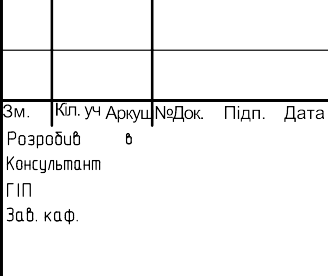 Зм. Кіл. уч Аркуш №Док. Підп. Дата
Розробив в
Консультант
ГІП
Зав. каф.